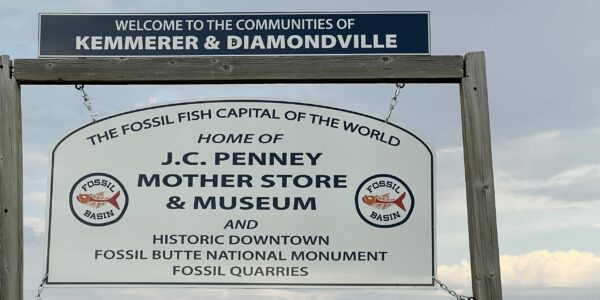 WELCOME TO THE COMMUNITIES OF
KEMMERER & DIAMONDVILLE
THE FOSSIL FISH CAPITAL OF THE WORLD
HOME OF
J.C. PENNEY
MOTHER STORE
& MUSEUM
AND
HISTORIC DOWNTOWN
FOSSIL BUTTE NATIONAL MONUMENT
FOSSIL QUARRIES
FOSSIL
BASIN
FOSSIL
BASIN